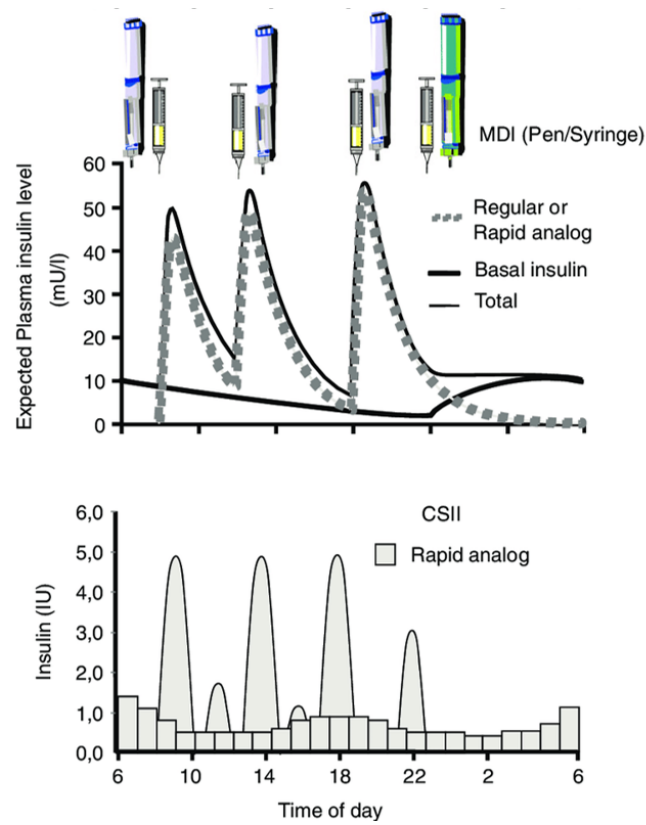 MDI (Pen/Syringe)
Expected Plasma insulin level
(mU/l)
60
50
40
30
20
10
0
Regular or
Rapid analog
Basal insulin
Total
CSII
Rapid analog
Insulin (IU)
6,0
5,0
4,0
3,0
2,0
1,0
0,0
6 10 14 18 22 2 6
Time of day